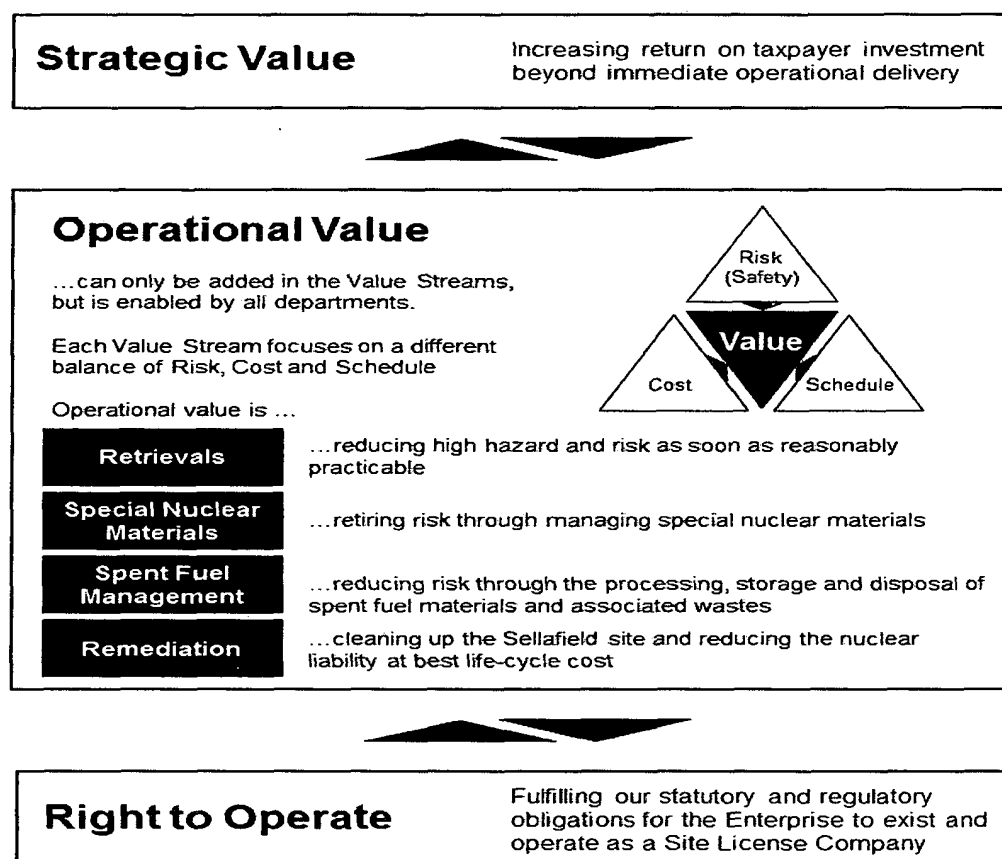 Strategic Value
Increasing return on taxpayer investment
beyond immediate operational delivery
Operational Value
...can only be added in the Value Streams,
but is enabled by all departments.
Each Value Stream focuses on a different
balance of Risk, Cost and Schedule
Operational value is ...
Risk
(Safety)
Value
Cost
Schedule
Retrievals
...reducing high hazard and risk as soon as reasonably
practicable
Special Nuclear
Materials
...retiring risk through managing special nuclear materials
Spent Fuel
Management
...reducing risk through the processing, storage and disposal of
spent fuel materials and associated wastes
Remediation
...cleaning up the Sellafield site and reducing the nuclear
liability at best life-cycle cost
Right to Operate
Fulfilling our statutory and regulatory
obligations for the Enterprise to exist and
operate as a Site License Company